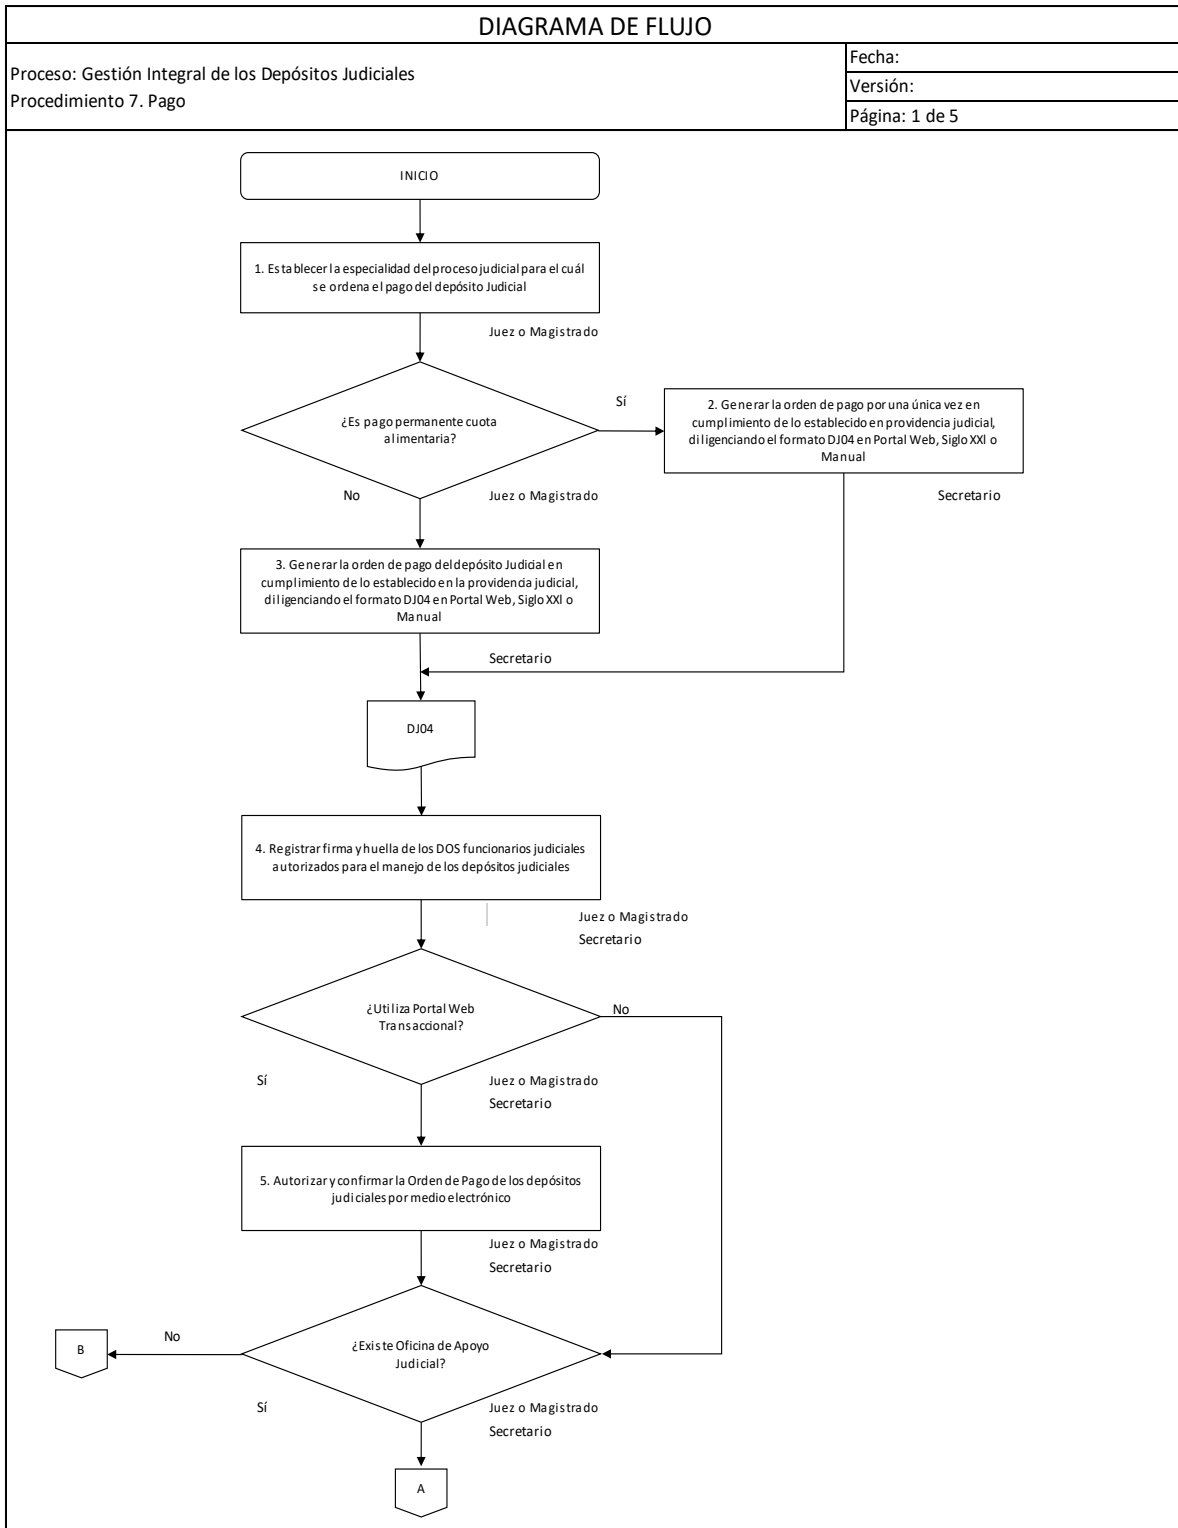 DIAGRAMA DE FLUJO
Proceso: Gestión Integral de los Depósitos Judiciales
Procedimiento 7. Pago
Fecha:
Versión:
Página: 1 de 5
INICIO
1. Establecer la especialidad del proceso judicial para el cuál
se ordena el pago del depósito Judicial
Juez o Magistrado
¿Es pago permanente cuota
alimentaria?
Sí
2. Generar la orden de pago por una única vez en
cumplimiento de lo establecido en providencia judicial,
diligenciando el formato DJ04 en Portal Web, Siglo XXI o
Manual
No
Juez o Magistrado
Secretario
3. Generar la orden de pago del depósito Judicial en
cumplimiento de lo establecido en la providencia judicial,
diligenciando el formato DJ04 en Portal Web, Siglo XXI o
Manual
Secretario
DJ04
4. Registrar firma y huella de los DOS funcionarios judiciales
autorizados para el manejo de los depósitos judiciales
Juez o Magistrado
Secretario
¿Utiliza Portal Web
Transaccional?
No
Sí
Juez o Magistrado
Secretario
5. Autorizar y confirmar la Orden de Pago de los depósitos
judiciales por medio electrónico
Juez o Magistrado
Secretario
¿Existe Oficina de Apoyo
Judicial?
No
B
Sí
Juez o Magistrado
Secretario
A